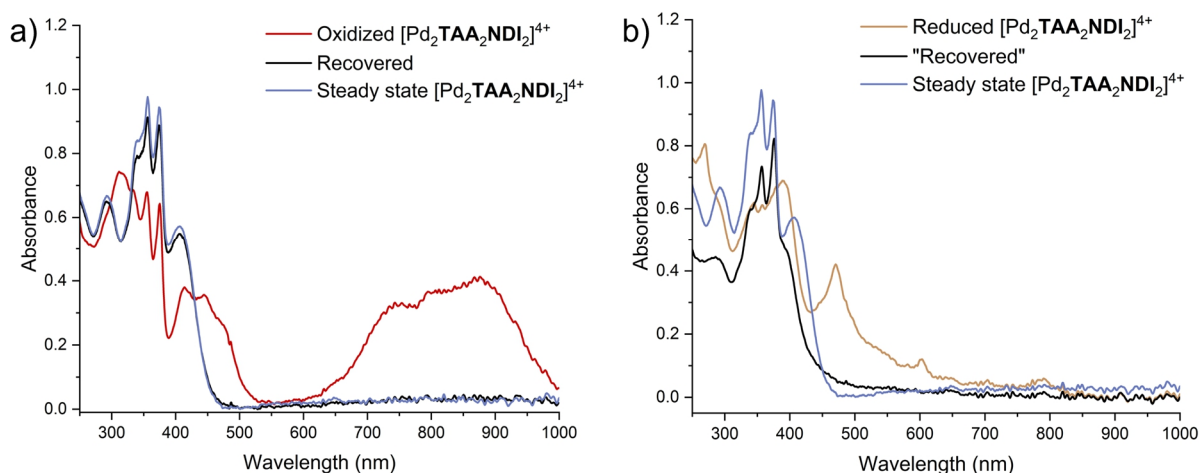 a)
Oxidized [Pd₂TAA₂NDI₂]⁴⁺
Recovered
Steady state [Pd₂TAA₂NDI₂]⁴⁺
1.2
1.0
0.8
0.6
0.4
0.2
0.0
Absorbance
300 400 500 600 700 800 900 1000
Wavelength (nm)
b)
Reduced [Pd₂TAA₂NDI₂]⁴⁺
"Recovered"
Steady state [Pd₂TAA₂NDI₂]⁴⁺
1.2
1.0
0.8
0.6
0.4
0.2
0.0
Absorbance
300 400 500 600 700 800 900 1000
Wavelength (nm)